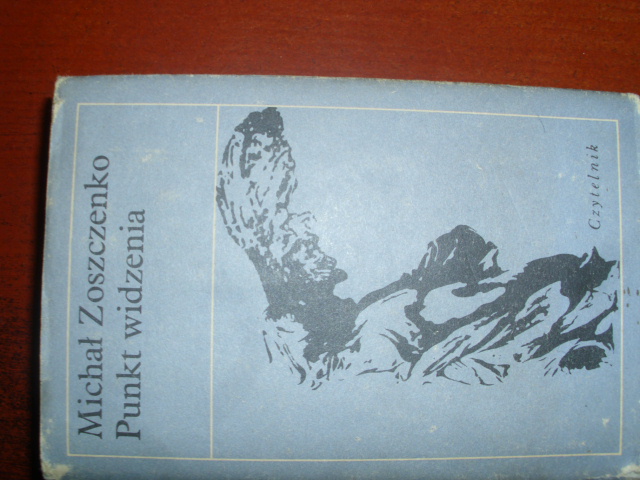 Michał Zoszczenko
Punkt widzenia
Czytelnik